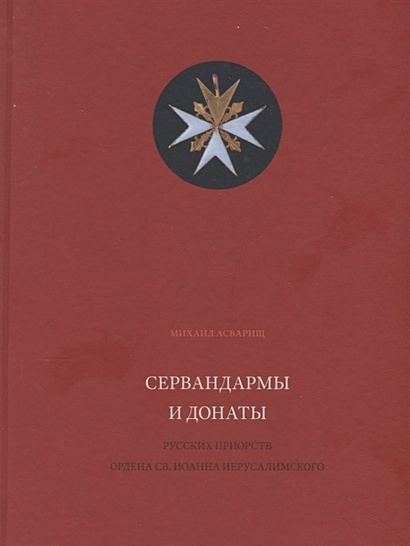 МИХАИЛ АСВАРИЩ
СЕРВАНДАРМЫ
И ДОНАТЫ
РУССКИХ ПРИОРСТВ
ОРДЕНА СВ. ИОАННА ИЕРУСАЛИМСКОГО